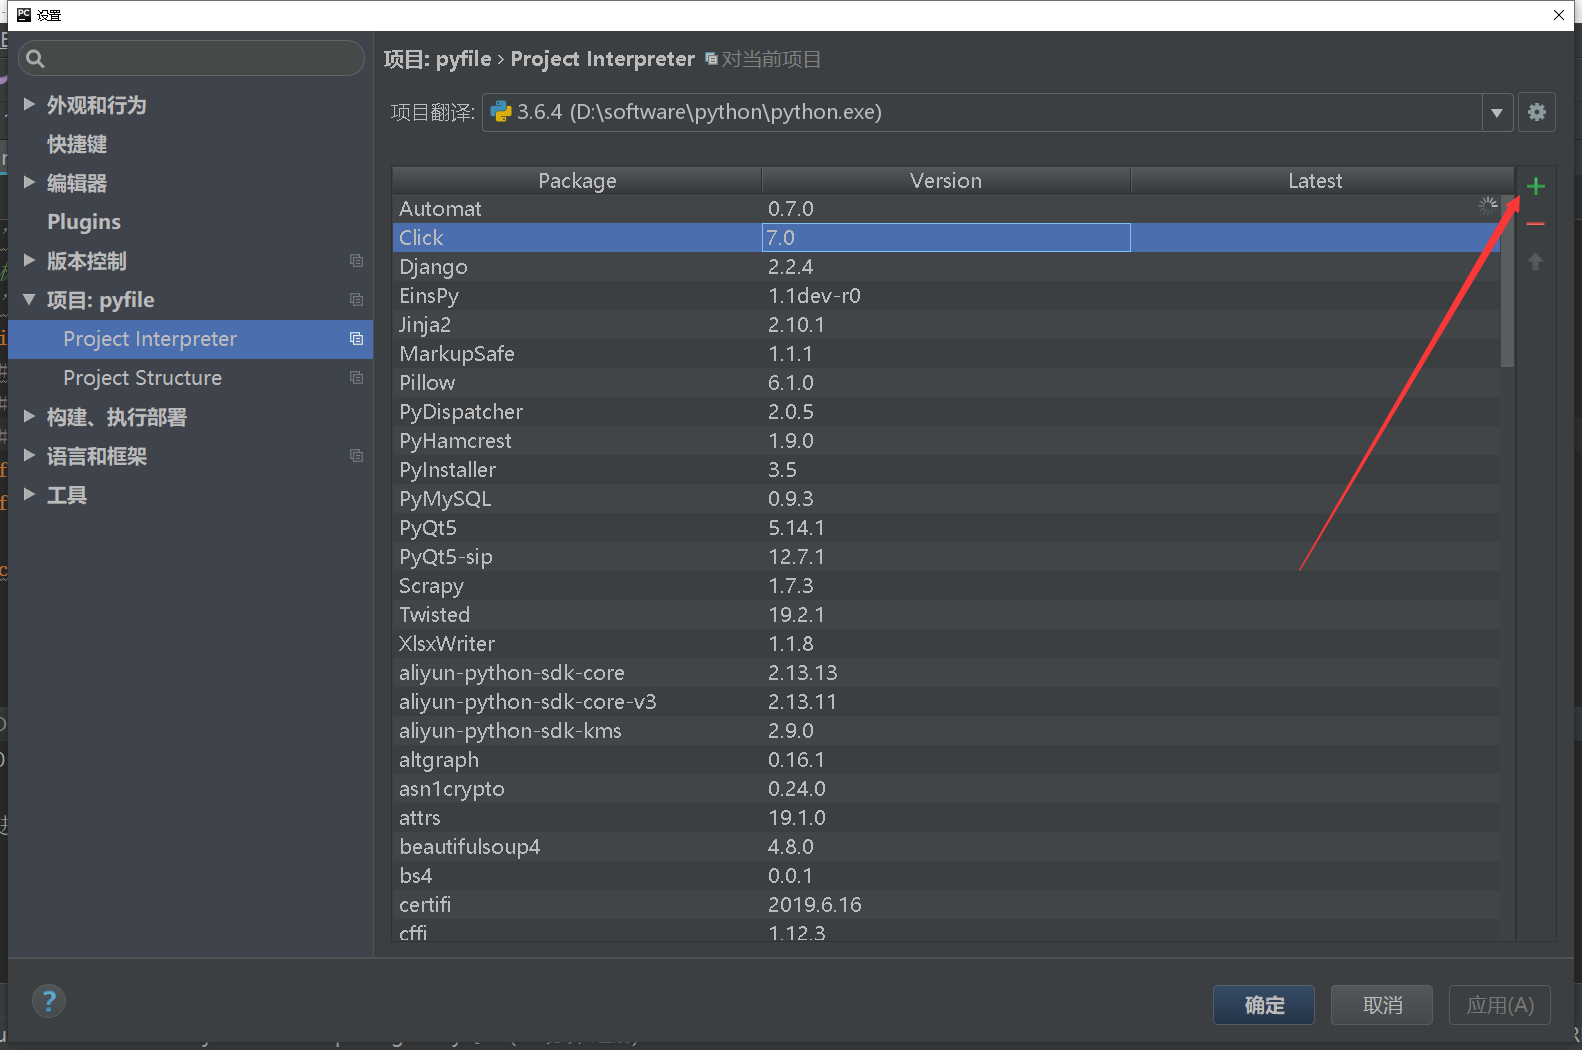 设置
项目: pyfile › Project Interpreter 对当前项目
外观和行为
快捷键
编辑器
Plugins
版本控制
项目: pyfile
Project Interpreter
Project Structure
构建、执行部署
语言和框架
工具
项目翻译: 3.6.4 (D:\software\python\python.exe)
Package Version Latest
Automat 0.7.0
Click 7.0
Django 2.2.4
EinsPy 1.1dev-r0
Jinja2 2.10.1
MarkupSafe 1.1.1
Pillow 6.1.0
PyDispatcher 2.0.5
PyHamcrest 1.9.0
PyInstaller 3.5
PyMySQL 0.9.3
PyQt5 5.14.1
PyQt5-sip 12.7.1
Scrapy 1.7.3
Twisted 19.2.1
XlsxWriter 1.1.8
aliyun-python-sdk-core 2.13.13
aliyun-python-sdk-core-v3 2.13.11
aliyun-python-sdk-kms 2.9.0
altgraph 0.16.1
asn1crypto 0.24.0
attrs 19.1.0
beautifulsoup4 4.8.0
bs4 0.0.1
certifi 2019.6.16
cffi 1.12.3
?
确定 取消 应用(A)